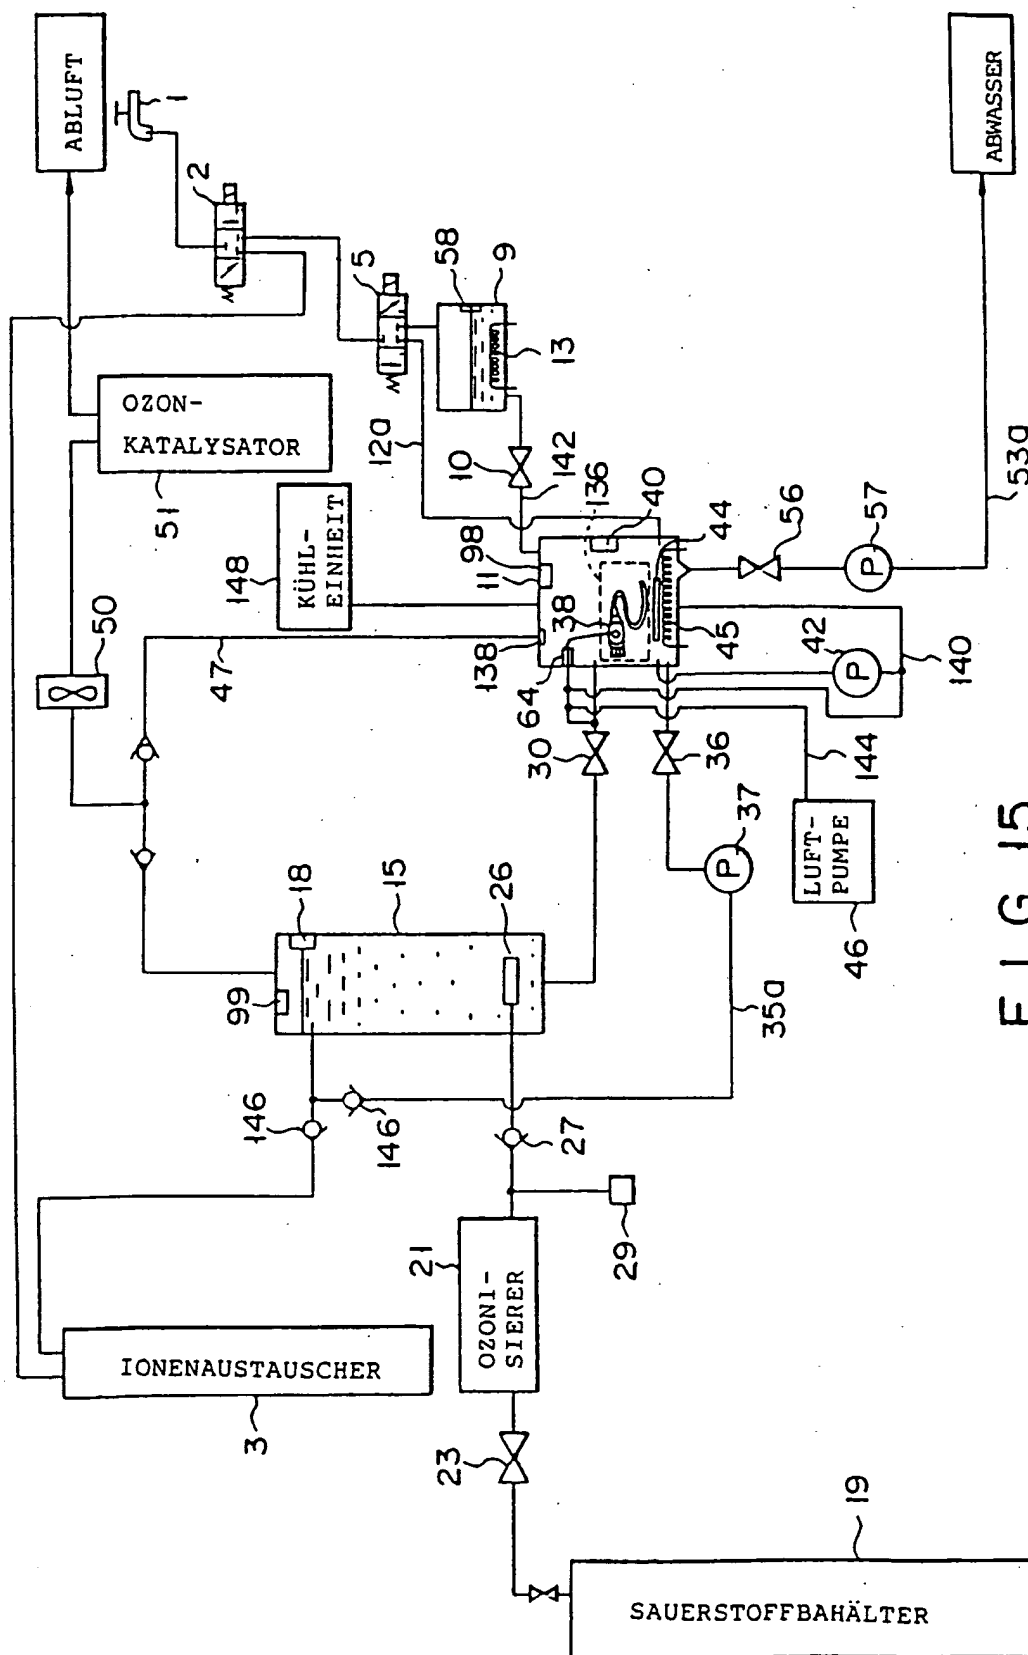 ABLUFT
1
2
5
58
9
13
OZON-
KATALYSATOR
51
12a
10
142
136
KÜHL-
EINHEIT
148
50
47
98
11
40
138
38
64
44
45
56
P
57
ABWASSER
53a
42
P
140
30
36
144
P
37
LUFT-
PUMPE
46
35a
18
15
26
99
146
146
27
29
OZONI-
SIERER
21
IONENAUSTAUSCHER
3
23
19
SAUERSTOFFBAHÄLTER
FIG. 15